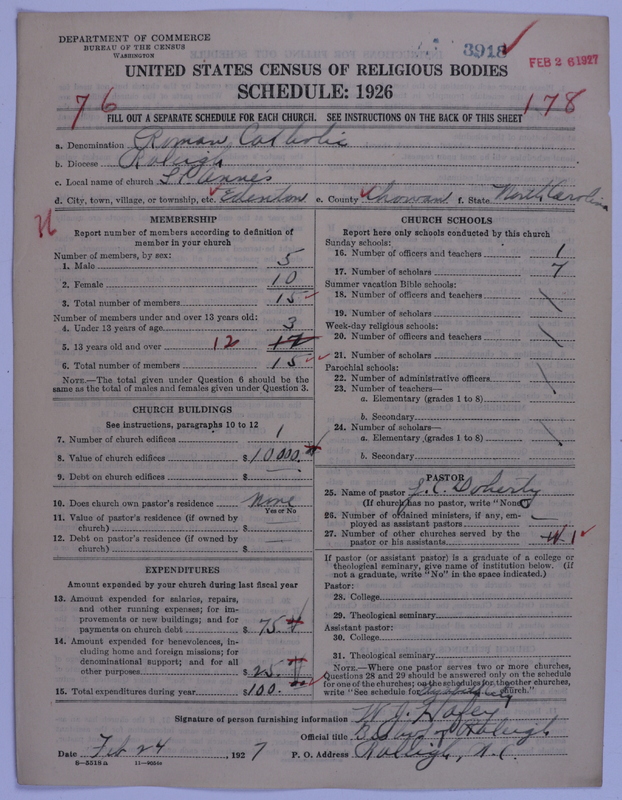 DEPARTMENT OF COMMERCE
BUREAU OF THE CENSUS
WASHINGTON
3918
FEB 26 1927
UNITED STATES CENSUS OF RELIGIOUS BODIES
SCHEDULE: 1926
76
178
FILL OUT A SEPARATE SCHEDULE FOR EACH CHURCH. SEE INSTRUCTIONS ON THE BACK OF THIS SHEET
a. Denomination Roman Catholic
b. Diocese Raleigh
c. Local name of church St. Anne's
d. City, town, village, or township, etc. Edenton e. County Chowan f. State North Carolina
MEMBERSHIP
Report number of members according to definition of
member in your church
Number of members, by sex:
1. Male 5
2. Female 10
3. Total number of members 15
Number of members under and over 13 years old:
4. Under 13 years of age 3
5. 13 years old and over 12
6. Total number of members 15
NOTE.—The total given under Question 6 should be the
same as the total of males and females given under Question 3.
CHURCH BUILDINGS
See instructions, paragraphs 10 to 12
7. Number of church edifices 1
8. Value of church edifices $10,000.
9. Debt on church edifices $
10. Does church own pastor's residence None
Yes or No
11. Value of pastor's residence (if owned by
church) $
12. Debt on pastor's residence (if owned by
church) $
EXPENDITURES
Amount expended by your church during last fiscal year
13. Amount expended for salaries, repairs,
and other running expenses; for im-
provements or new buildings; and for
payments on church debt $75
14. Amount expended for benevolences, in-
cluding home and foreign missions; for
denominational support; and for all
other purposes $25.
15. Total expenditures during year $100.
CHURCH SCHOOLS
Report here only schools conducted by this church
Sunday schools:
16. Number of officers and teachers 1
17. Number of scholars 7
Summer vacation Bible schools:
18. Number of officers and teachers
19. Number of scholars
Week-day religious schools:
20. Number of officers and teachers
21. Number of scholars
Parochial schools:
22. Number of administrative officers
23. Number of teachers—
a. Elementary (grades 1 to 8)
b. Secondary
24. Number of scholars—
a. Elementary (grades 1 to 8)
b. Secondary
PASTOR
25. Name of pastor Doherty
(If church has no pastor, write "None")
26. Number of ordained ministers, if any, em-
ployed as assistant pastors
27. Number of other churches served by the
pastor or his assistants 1
If pastor (or assistant pastor) is a graduate of a college or
theological seminary, give name of institution below. (If
not a graduate, write "No" in the space indicated.)
Pastor:
28. College
29. Theological seminary
Assistant pastor:
30. College
31. Theological seminary
NOTE.—Where one pastor serves two or more churches,
Questions 28 and 29 should be answered only on the schedule
for one of the churches; on the schedules for the other churches,
write "See schedule for Elizabeth City church."
Signature of person furnishing information W. J. Hafey
Official title Bishop of Raleigh
Date Feb 24, 1927 P. O. Address Raleigh, N.C.
8—5518a 11—9054a